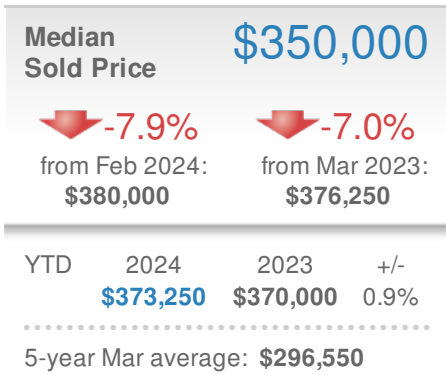 Median $350,000
Sold Price
-7.9% -7.0%
from Feb 2024: from Mar 2023:
$380,000 $376,250
YTD 2024 2023 +/-
$373,250 $370,000 0.9%
5-year Mar average: $296,550